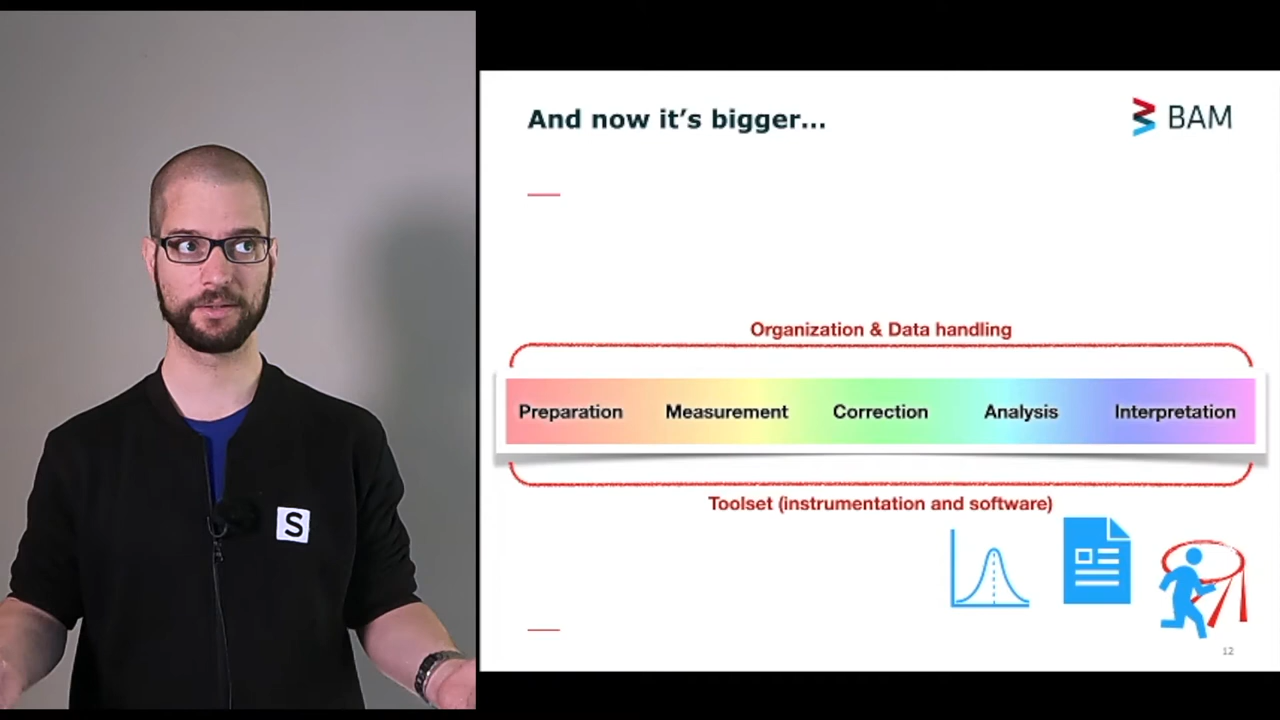 And now it's bigger...
BAM
Organization & Data handling
Preparation Measurement Correction Analysis Interpretation
Toolset (instrumentation and software)
S
12